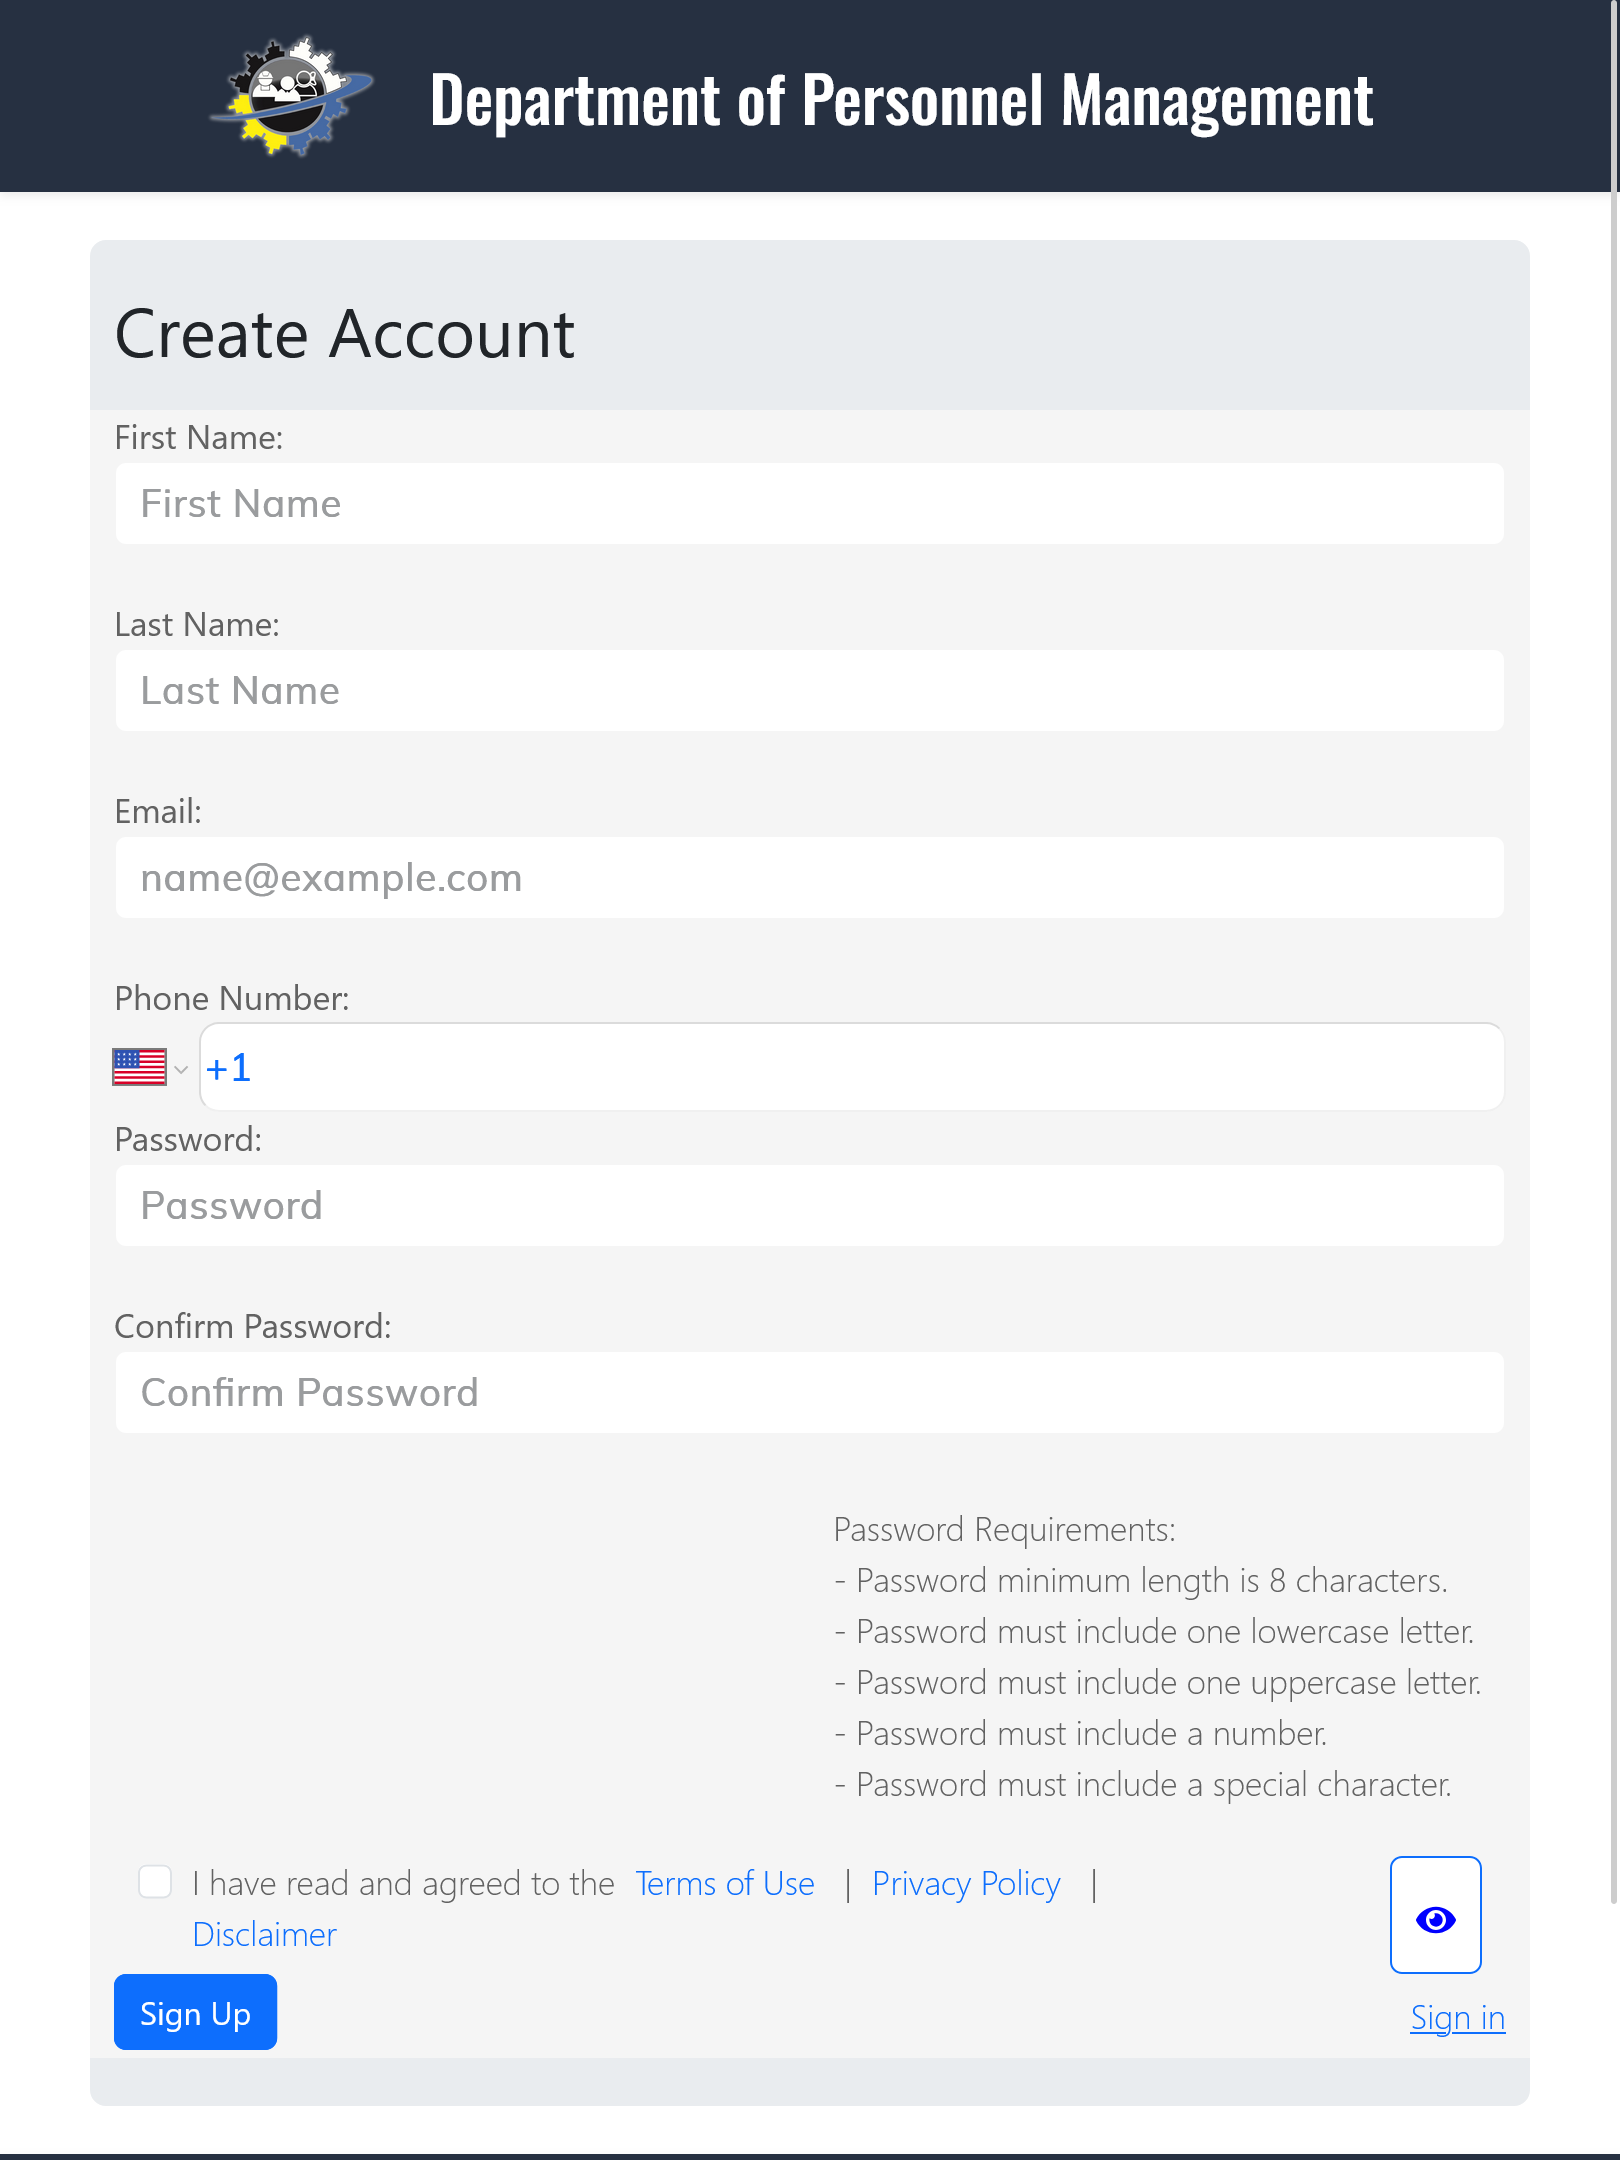 Department of Personnel Management
Create Account
First Name:
First Name
Last Name:
Last Name
Email:
name@example.com
Phone Number:
+1
Password:
Password
Confirm Password:
Confirm Password
Password Requirements:
- Password minimum length is 8 characters.
- Password must include one lowercase letter.
- Password must include one uppercase letter.
- Password must include a number.
- Password must include a special character.
I have read and agreed to the Terms of Use | Privacy Policy |
Disclaimer
Sign Up
Sign in